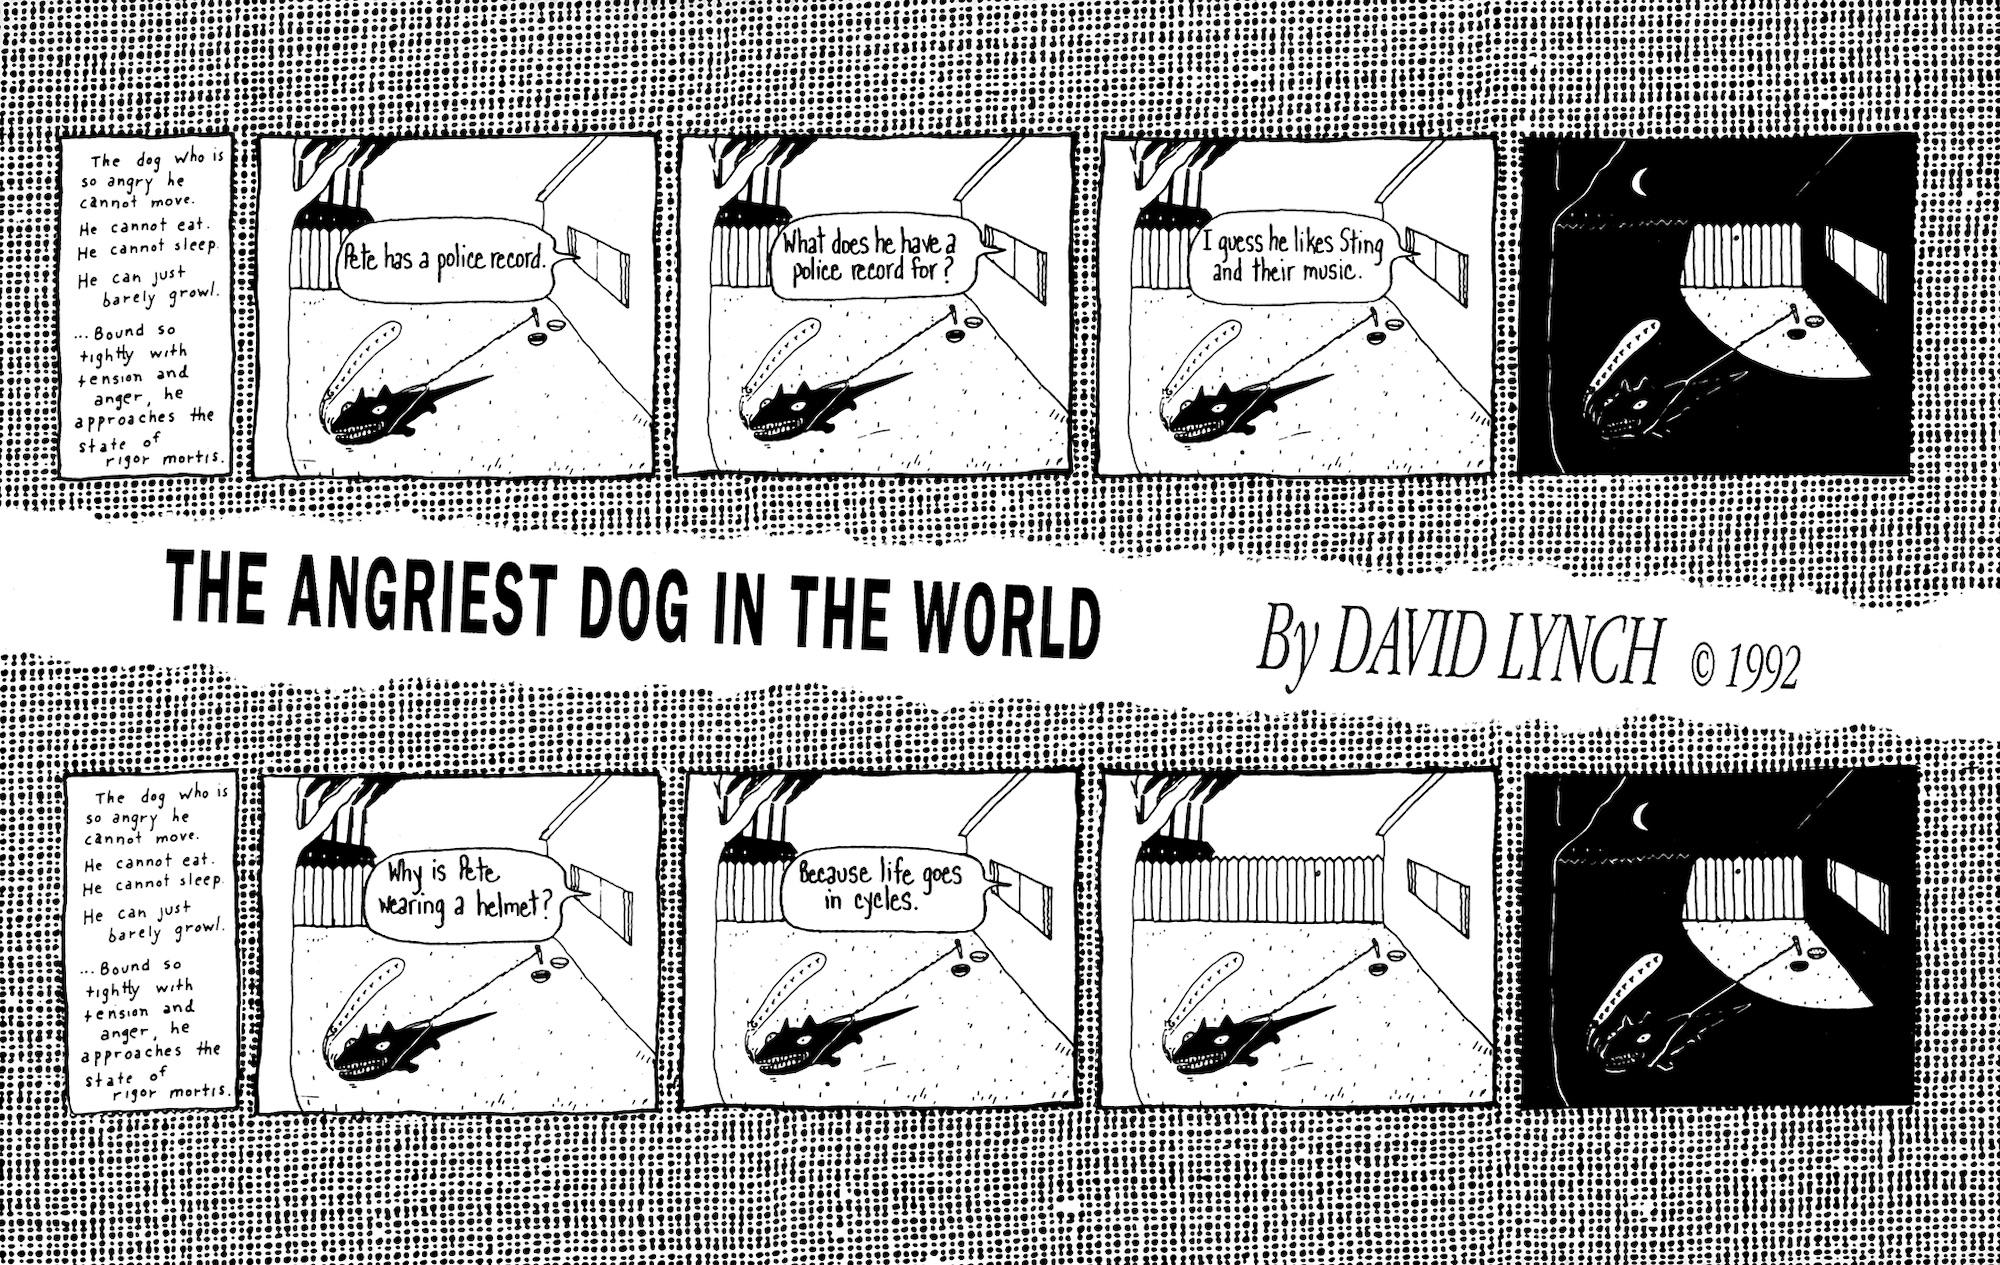 The dog who is
so angry he
cannot move.
He cannot eat.
He cannot sleep.
He can just
barely growl.
...Bound so
tightly with
tension and
anger, he
approaches the
state of
rigor mortis.
Pete has a police record.
What does he have a
police record for?
I guess he likes Sting
and their music.
THE ANGRIEST DOG IN THE WORLD
By DAVID LYNCH © 1992
The dog who is
so angry he
cannot move.
He cannot eat.
He cannot sleep.
He can just
barely growl.
...Bound so
tightly with
tension and
anger, he
approaches the
state of
rigor mortis.
Why is Pete
wearing a helmet?
Because life goes
in cycles.